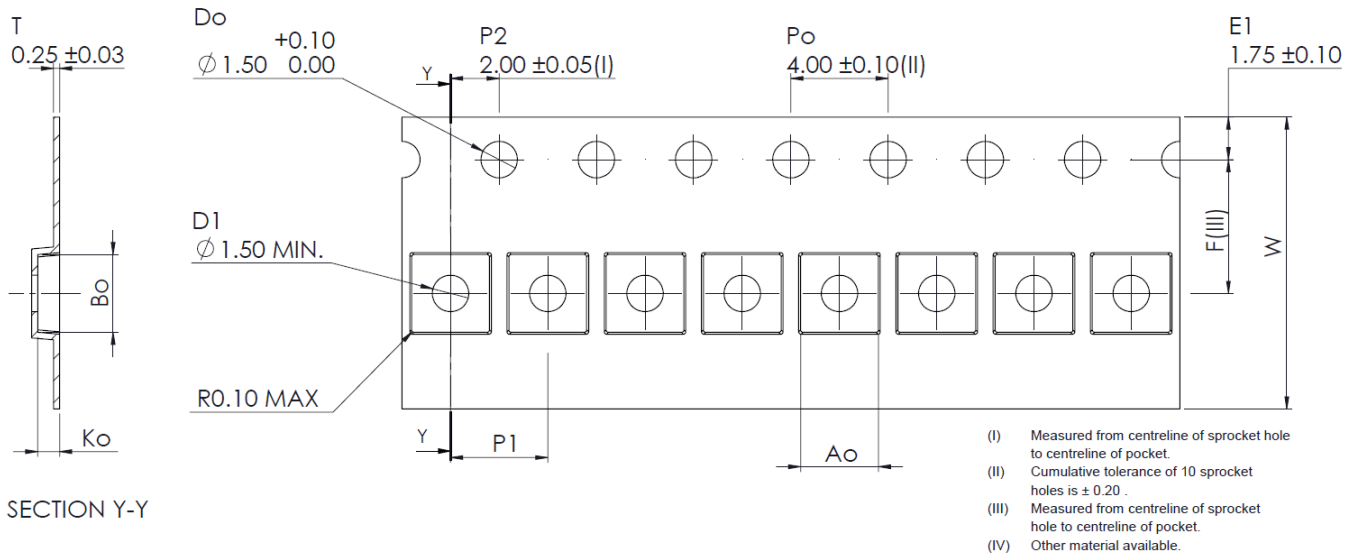 T
0.25 ±0.03
Do
+0.10
∅ 1.50 0.00
P2
2.00 ±0.05(I)
Po
4.00 ±0.10(II)
E1
1.75 ±0.10
Y
D1
∅ 1.50 MIN.
F(III)
W
Bo
R0.10 MAX
Ko
Y
P1
Ao
SECTION Y-Y
(I) Measured from centreline of sprocket hole
to centreline of pocket.
(II) Cumulative tolerance of 10 sprocket
holes is ± 0.20 .
(III) Measured from centreline of sprocket
hole to centreline of pocket.
(IV) Other material available.